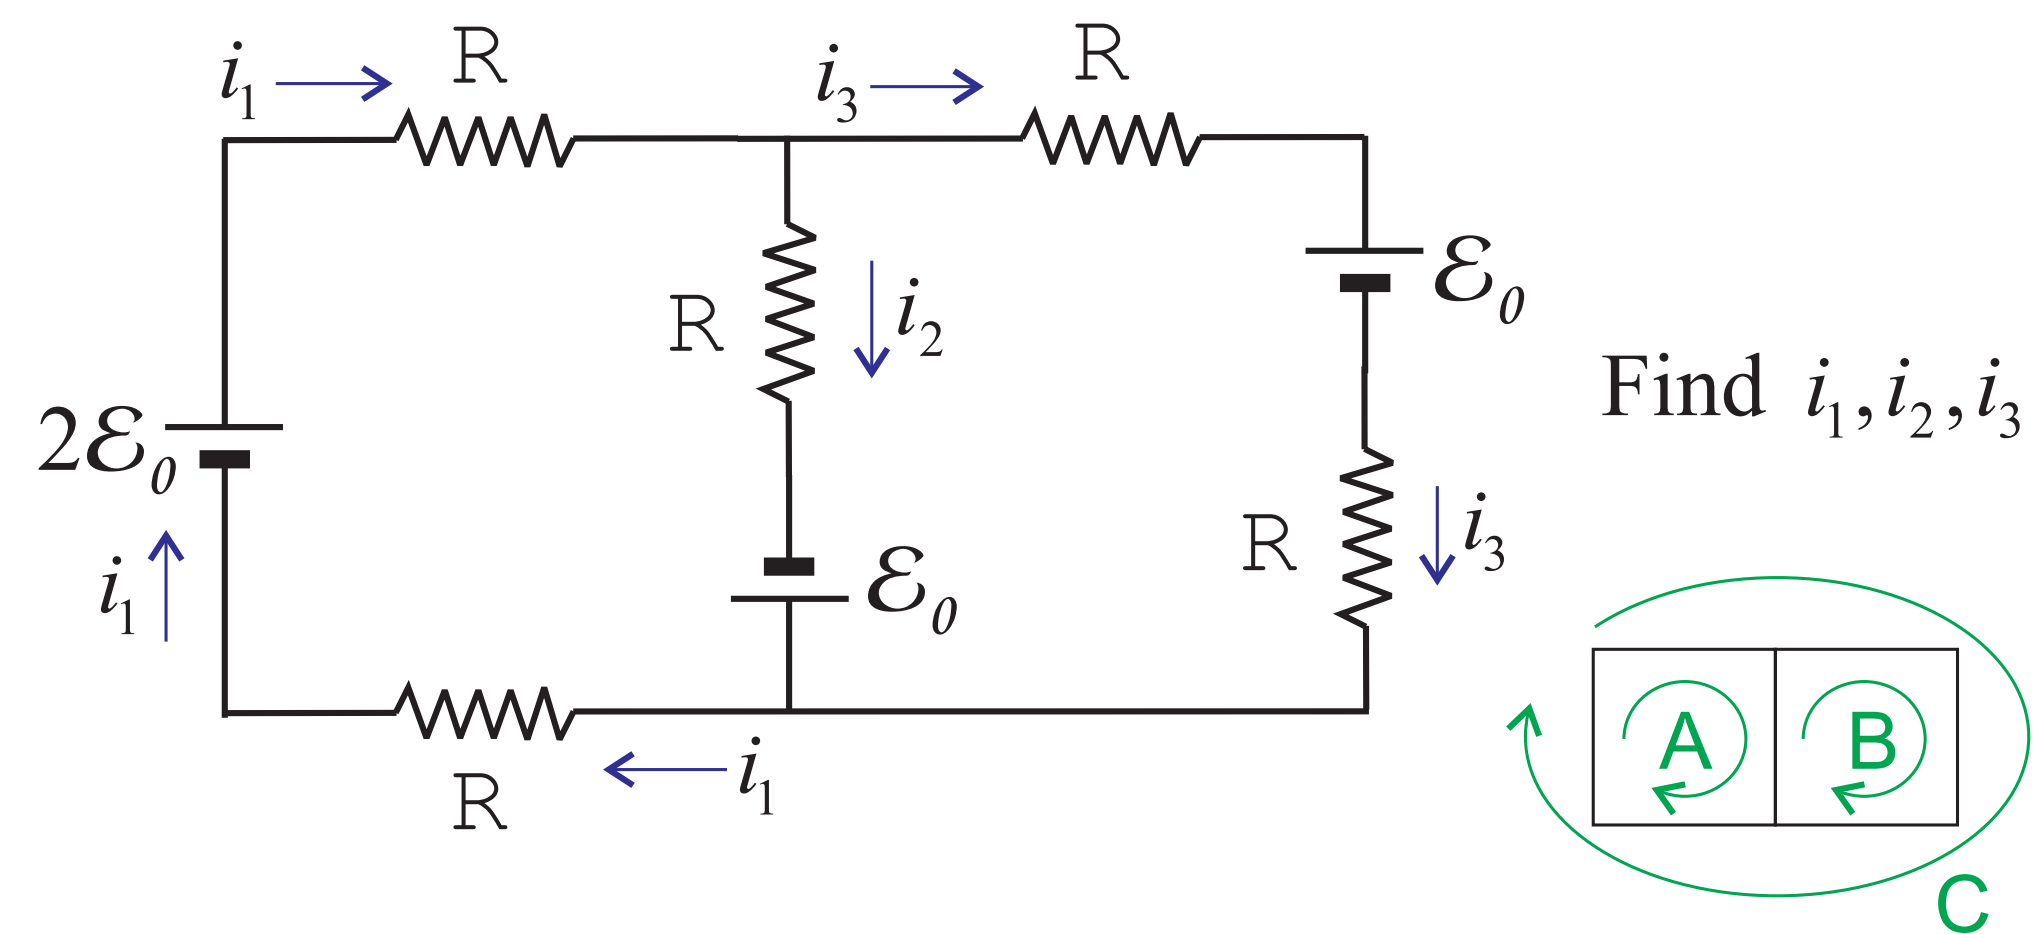 i₁
R
i₃
R
R
i₂
ℰ₀
2ℰ₀
Find i₁, i₂, i₃
R
i₃
i₁
ℰ₀
A
B
i₁
R
C